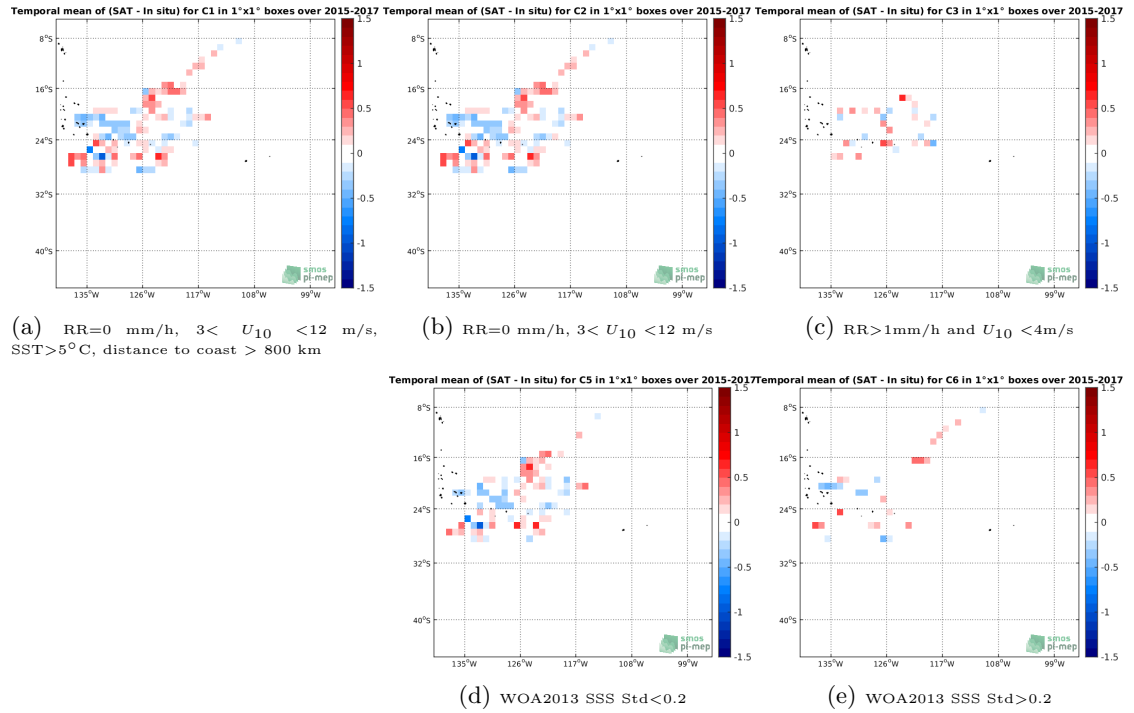 Temporal mean of (SAT - In situ) for C1 in 1°x1° boxes over 2015-2017
8°S
16°S
24°S
32°S
40°S
135°W 126°W 117°W 108°W 99°W
1.5
1
0.5
0
-0.5
-1
-1.5
smos
pi-mep
(a) RR=0 mm/h, 3< U10 <12 m/s,
SST>5°C, distance to coast > 800 km
Temporal mean of (SAT - In situ) for C2 in 1°x1° boxes over 2015-2017
8°S
16°S
24°S
32°S
40°S
135°W 126°W 117°W 108°W 99°W
1.5
1
0.5
0
-0.5
-1
-1.5
smos
pi-mep
(b) RR=0 mm/h, 3< U10 <12 m/s
Temporal mean of (SAT - In situ) for C3 in 1°x1° boxes over 2015-2017
8°S
16°S
24°S
32°S
40°S
135°W 126°W 117°W 108°W 99°W
1.5
1
0.5
0
-0.5
-1
-1.5
smos
pi-mep
(c) RR>1mm/h and U10 <4m/s
Temporal mean of (SAT - In situ) for C5 in 1°x1° boxes over 2015-2017
8°S
16°S
24°S
32°S
40°S
135°W 126°W 117°W 108°W 99°W
1.5
1
0.5
0
-0.5
-1
-1.5
smos
pi-mep
(d) WOA2013 SSS Std<0.2
Temporal mean of (SAT - In situ) for C6 in 1°x1° boxes over 2015-2017
8°S
16°S
24°S
32°S
40°S
135°W 126°W 117°W 108°W 99°W
1.5
1
0.5
0
-0.5
-1
-1.5
smos
pi-mep
(e) WOA2013 SSS Std>0.2